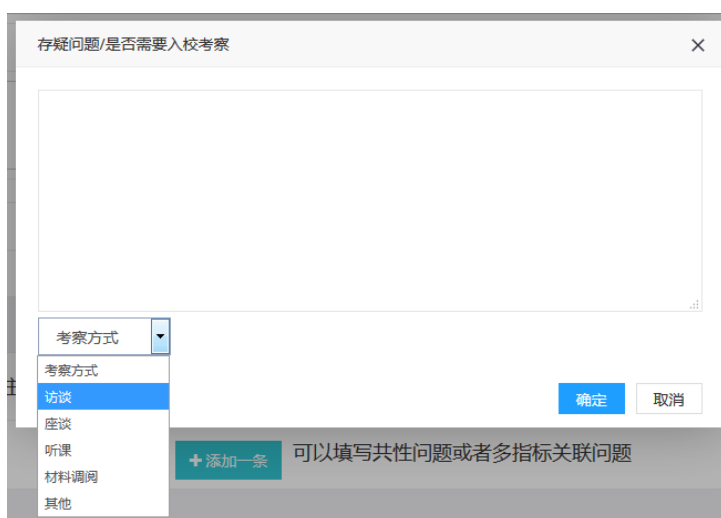 存疑问题/是否需要入校考察
考察方式
考察方式
访谈
座谈
听课
材料调阅
其他
确定
取消
添加一条
可以填写共性问题或者多指标关联问题